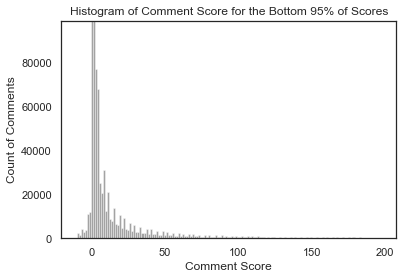 Histogram of Comment Score for the Bottom 95% of Scores
Count of Comments
80000
60000
40000
20000
0
0 50 100 150 200
Comment Score